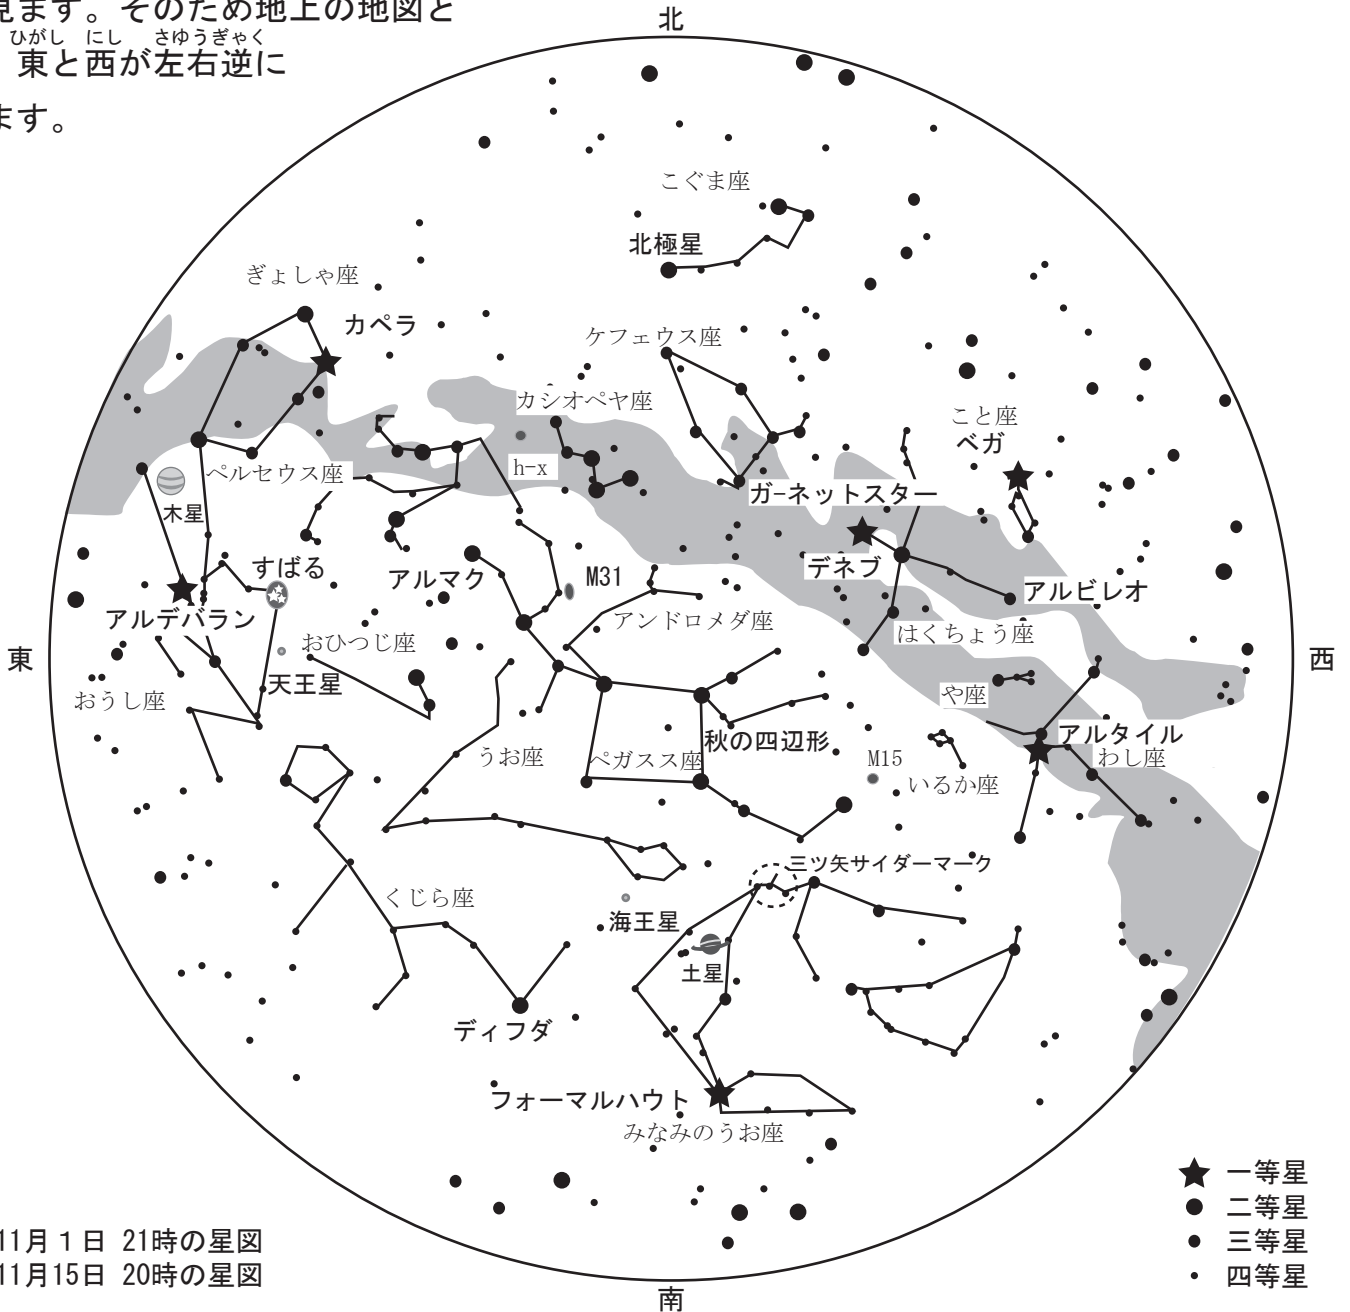 見ます。そのため地上の地図と
ひがし にし さゆうぎゃく
東と西が左右逆に
ます。
北
こぐま座
北極星
ぎょしゃ座
カペラ
ケフェウス座
カシオペヤ座
こと座
ベガ
h-x
ペルセウス座
木星
ガーネットスター
デネブ
すばる
アルマク
M31
アルビレオ
アルデバラン
アンドロメダ座
はくちょう座
おひつじ座
東
西
天王星
おうし座
や座
秋の四辺形
アルタイル
うお座
ペガスス座
M15
わし座
いるか座
三ツ矢サイダーマーク
くじら座
海王星
土星
ディフダ
フォーマルハウト
みなみのうお座
一等星
二等星
三等星
四等星
11月1日 21時の星図
11月15日 20時の星図
南